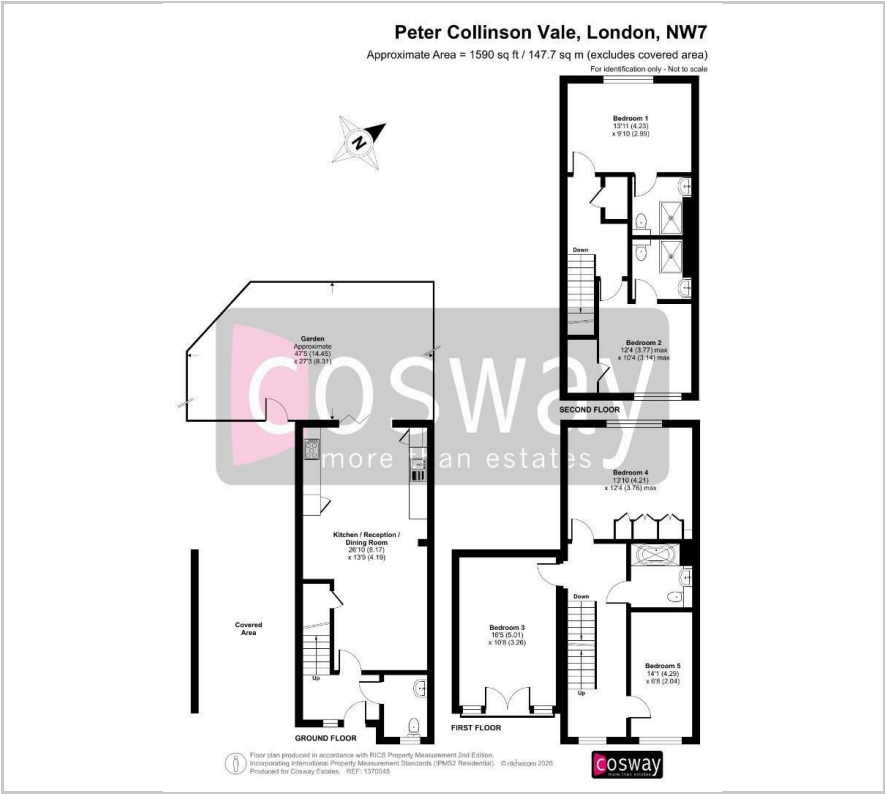 Peter Collinson Vale, London, NW7
Approximate Area = 1590 sq ft / 147.7 sq m (excludes covered area)
For identification only - Not to scale
N
Bedroom 1
13'11 (4.23)
x 9'10 (2.99)
Down
Bedroom 2
12'4 (3.77) max
x 10'4 (3.14) max
SECOND FLOOR
Garden
Approximate
47'5 (14.45)
x 27'3 (8.31)
cosway
more than estates
Kitchen / Reception /
Dining Room
26'10 (8.17)
x 13'9 (4.19)
Covered
Area
Up
GROUND FLOOR
Bedroom 4
13'10 (4.21)
x 12'4 (3.76) max
Bedroom 3
16'5 (5.01)
x 10'8 (3.26)
Down
Up
Bedroom 5
14'1 (4.29)
x 6'8 (2.04)
FIRST FLOOR
Floor plan produced in accordance with RICS Property Measurement 2nd Edition,
Incorporating International Property Measurement Standards (IPMS2 Residential). © nichecom 2025.
Produced for Cosway Estates. REF: 1370045
cosway
more than estates